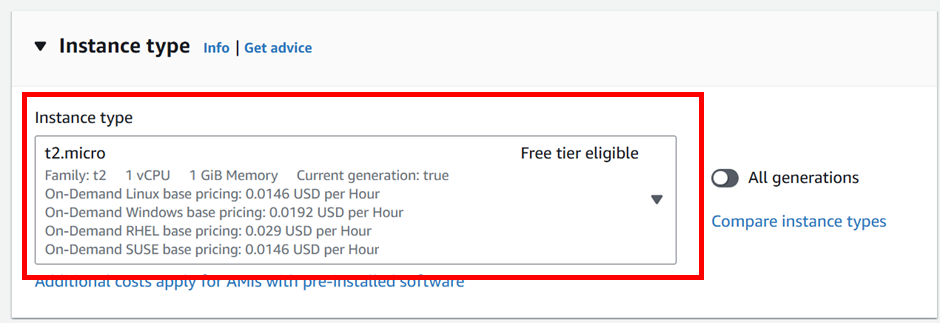 Instance type Info | Get advice
Instance type
t2.micro Free tier eligible
Family: t2 1 vCPU 1 GiB Memory Current generation: true
On-Demand Linux base pricing: 0.0146 USD per Hour
On-Demand Windows base pricing: 0.0192 USD per Hour
On-Demand RHEL base pricing: 0.029 USD per Hour
On-Demand SUSE base pricing: 0.0146 USD per Hour
All generations
Compare instance types
Additional costs apply for AMIs with pre-installed software